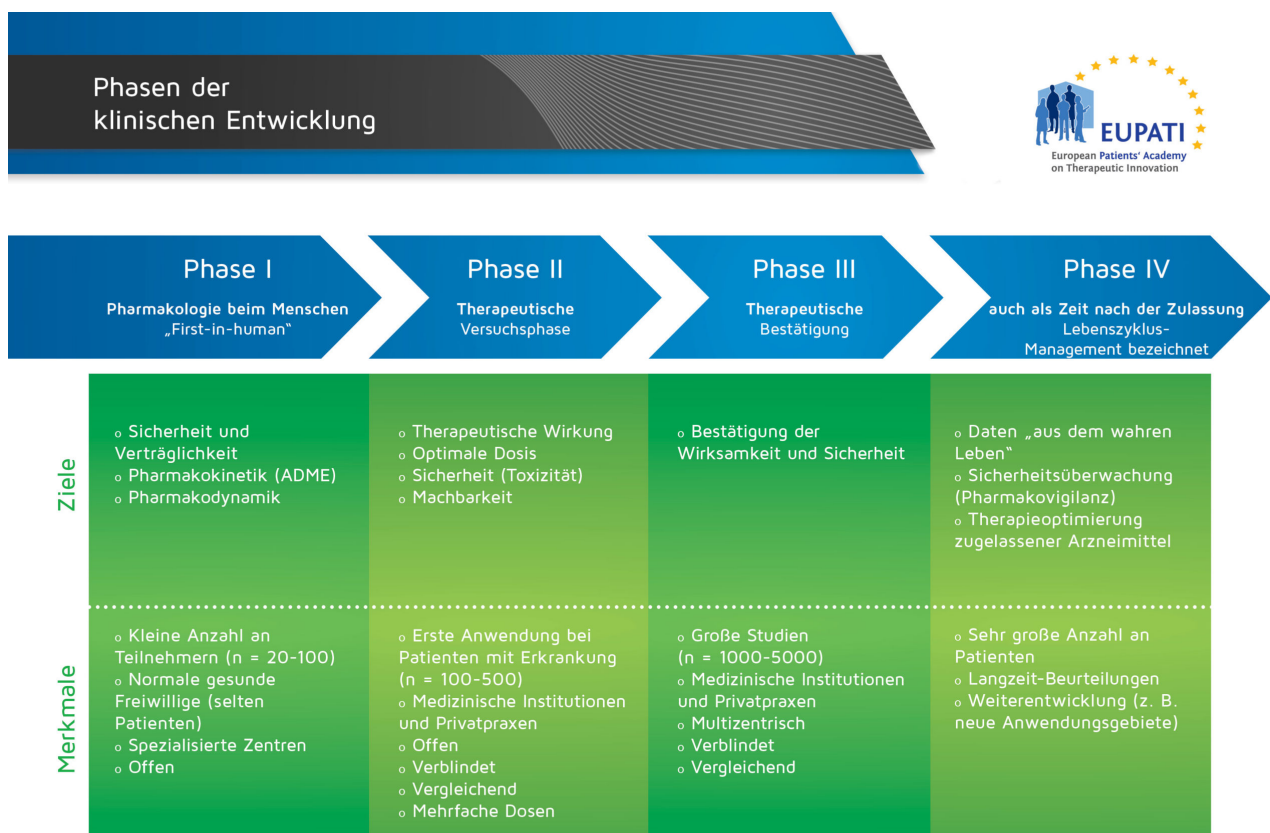 Phasen der
klinischen Entwicklung
EUPATI
European Patients' Academy
on Therapeutic Innovation
Phase I
Pharmakologie beim Menschen
„First-in-human“
Phase II
Therapeutische
Versuchsphase
Phase III
Therapeutische
Bestätigung
Phase IV
auch als Zeit nach der Zulassung
Lebenszyklus-
Management bezeichnet
Ziele
o Sicherheit und
Verträglichkeit
o Pharmakokinetik (ADME)
o Pharmakodynamik
o Therapeutische Wirkung
o Optimale Dosis
o Sicherheit (Toxizität)
o Machbarkeit
o Bestätigung der
Wirksamkeit und Sicherheit
o Daten „aus dem wahren
Leben“
o Sicherheitsüberwachung
(Pharmakovigilanz)
o Therapieoptimierung
zugelassener Arzneimittel
Merkmale
o Kleine Anzahl an
Teilnehmern (n = 20-100)
o Normale gesunde
Freiwillige (selten
Patienten)
o Spezialisierte Zentren
o Offen
o Erste Anwendung bei
Patienten mit Erkrankung
(n = 100-500)
o Medizinische Institutionen
und Privatpraxen
o Offen
o Verblindet
o Vergleichend
o Mehrfache Dosen
o Große Studien
(n = 1000-5000)
o Medizinische Institutionen
und Privatpraxen
o Multizentrisch
o Verblindet
o Vergleichend
o Sehr große Anzahl an
Patienten
o Langzeit-Beurteilungen
o Weiterentwicklung (z. B.
neue Anwendungsgebiete)